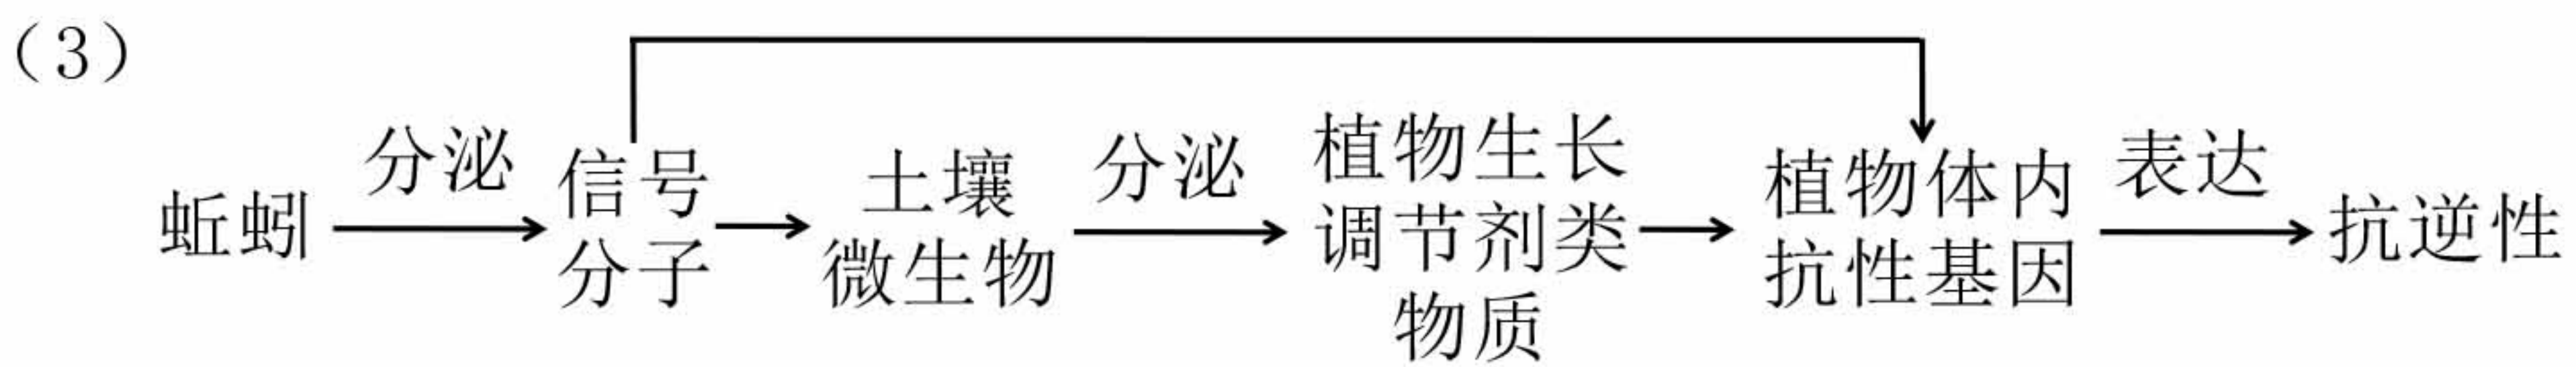 （3）
蚯蚓
分泌
信号
分子
土壤
微生物
分泌
植物生长
调节剂类
物质
植物体内
抗性基因
表达
抗逆性